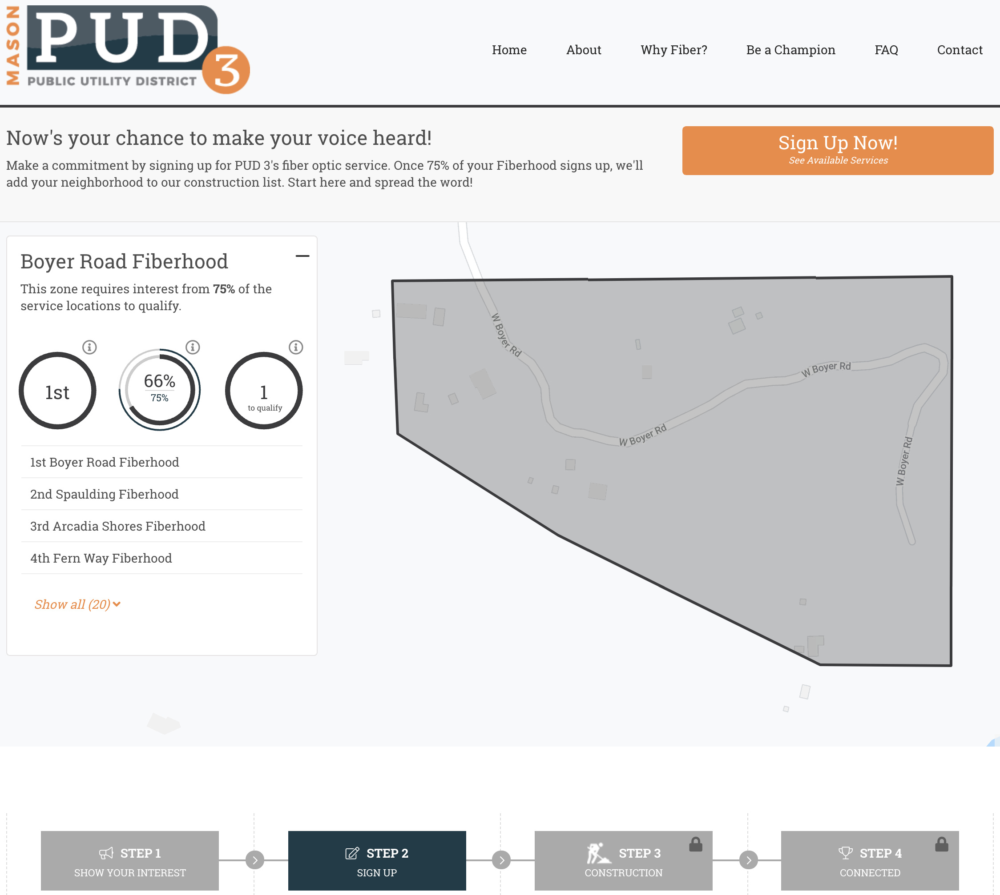 MASON
PUD
3
PUBLIC UTILITY DISTRICT
Home
About
Why Fiber?
Be a Champion
FAQ
Contact
Now's your chance to make your voice heard!
Make a commitment by signing up for PUD 3's fiber optic service. Once 75% of your Fiberhood signs up, we'll
add your neighborhood to our construction list. Start here and spread the word!
Sign Up Now!
See Available Services
Boyer Road Fiberhood
This zone requires interest from 75% of the
service locations to qualify.
1st
66%
75%
1
to qualify
1st Boyer Road Fiberhood
2nd Spaulding Fiberhood
3rd Arcadia Shores Fiberhood
4th Fern Way Fiberhood
Show all (20)
W Boyer Rd
W Boyer Rd
W Boyer Rd
W Boyer Rd
STEP 1
SHOW YOUR INTEREST
STEP 2
SIGN UP
STEP 3
CONSTRUCTION
STEP 4
CONNECTED